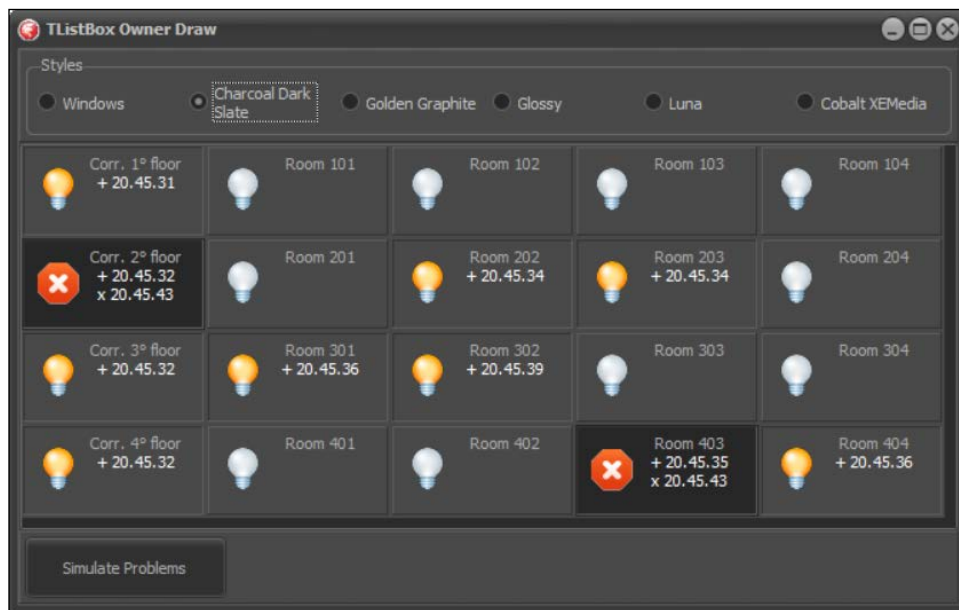 TListBox Owner Draw
Styles
Windows
Charcoal Dark
Slate
Golden Graphite
Glossy
Luna
Cobalt XEMedia
Corr. 1° floor
+ 20.45.31
Room 101
Room 102
Room 103
Room 104
Corr. 2° floor
+ 20.45.32
x 20.45.43
Room 201
Room 202
+ 20.45.34
Room 203
+ 20.45.34
Room 204
Corr. 3° floor
+ 20.45.32
Room 301
+ 20.45.36
Room 302
+ 20.45.39
Room 303
Room 304
Corr. 4° floor
+ 20.45.32
Room 401
Room 402
Room 403
+ 20.45.35
x 20.45.43
Room 404
+ 20.45.36
Simulate Problems